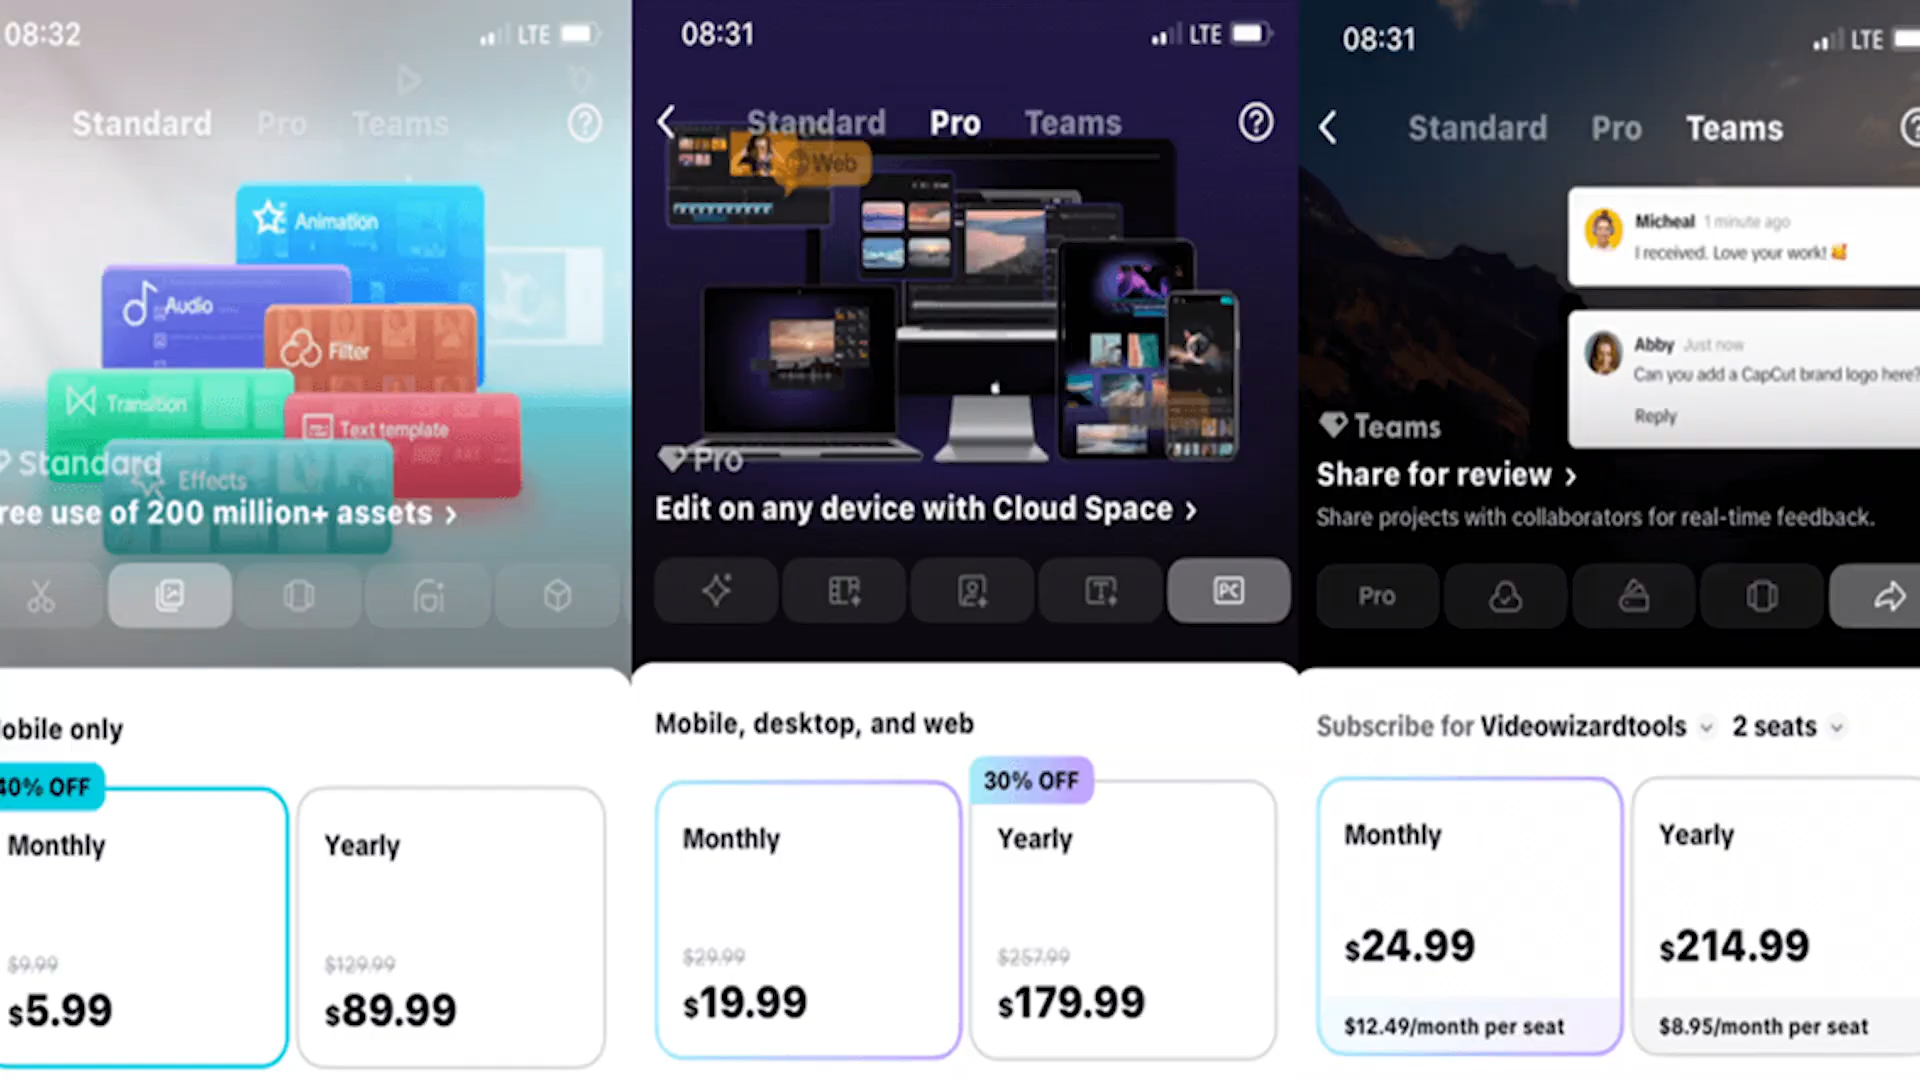 08:32
LTE
Standard Pro Teams
?
Animation
Audio
Filter
Transition
Text template
Standard
Effects
ree use of 200 million+ assets >
obile only
40% OFF
Monthly
$9.99
$5.99
Yearly
$129.99
$89.99
08:31
LTE
Standard Pro Teams
?
Web
Pro
Edit on any device with Cloud Space >
PC
Mobile, desktop, and web
Monthly
$29.99
$19.99
30% OFF
Yearly
$257.99
$179.99
08:31
LTE
Standard Pro Teams
?
Micheal 1 minute ago
I received. Love your work! 🥰
Abby Just now
Can you add a CapCut brand logo here?
Reply
Teams
Share for review >
Share projects with collaborators for real-time feedback.
Pro
Subscribe for Videowizardtools 2 seats
Monthly
$24.99
$12.49/month per seat
Yearly
$214.99
$8.95/month per seat